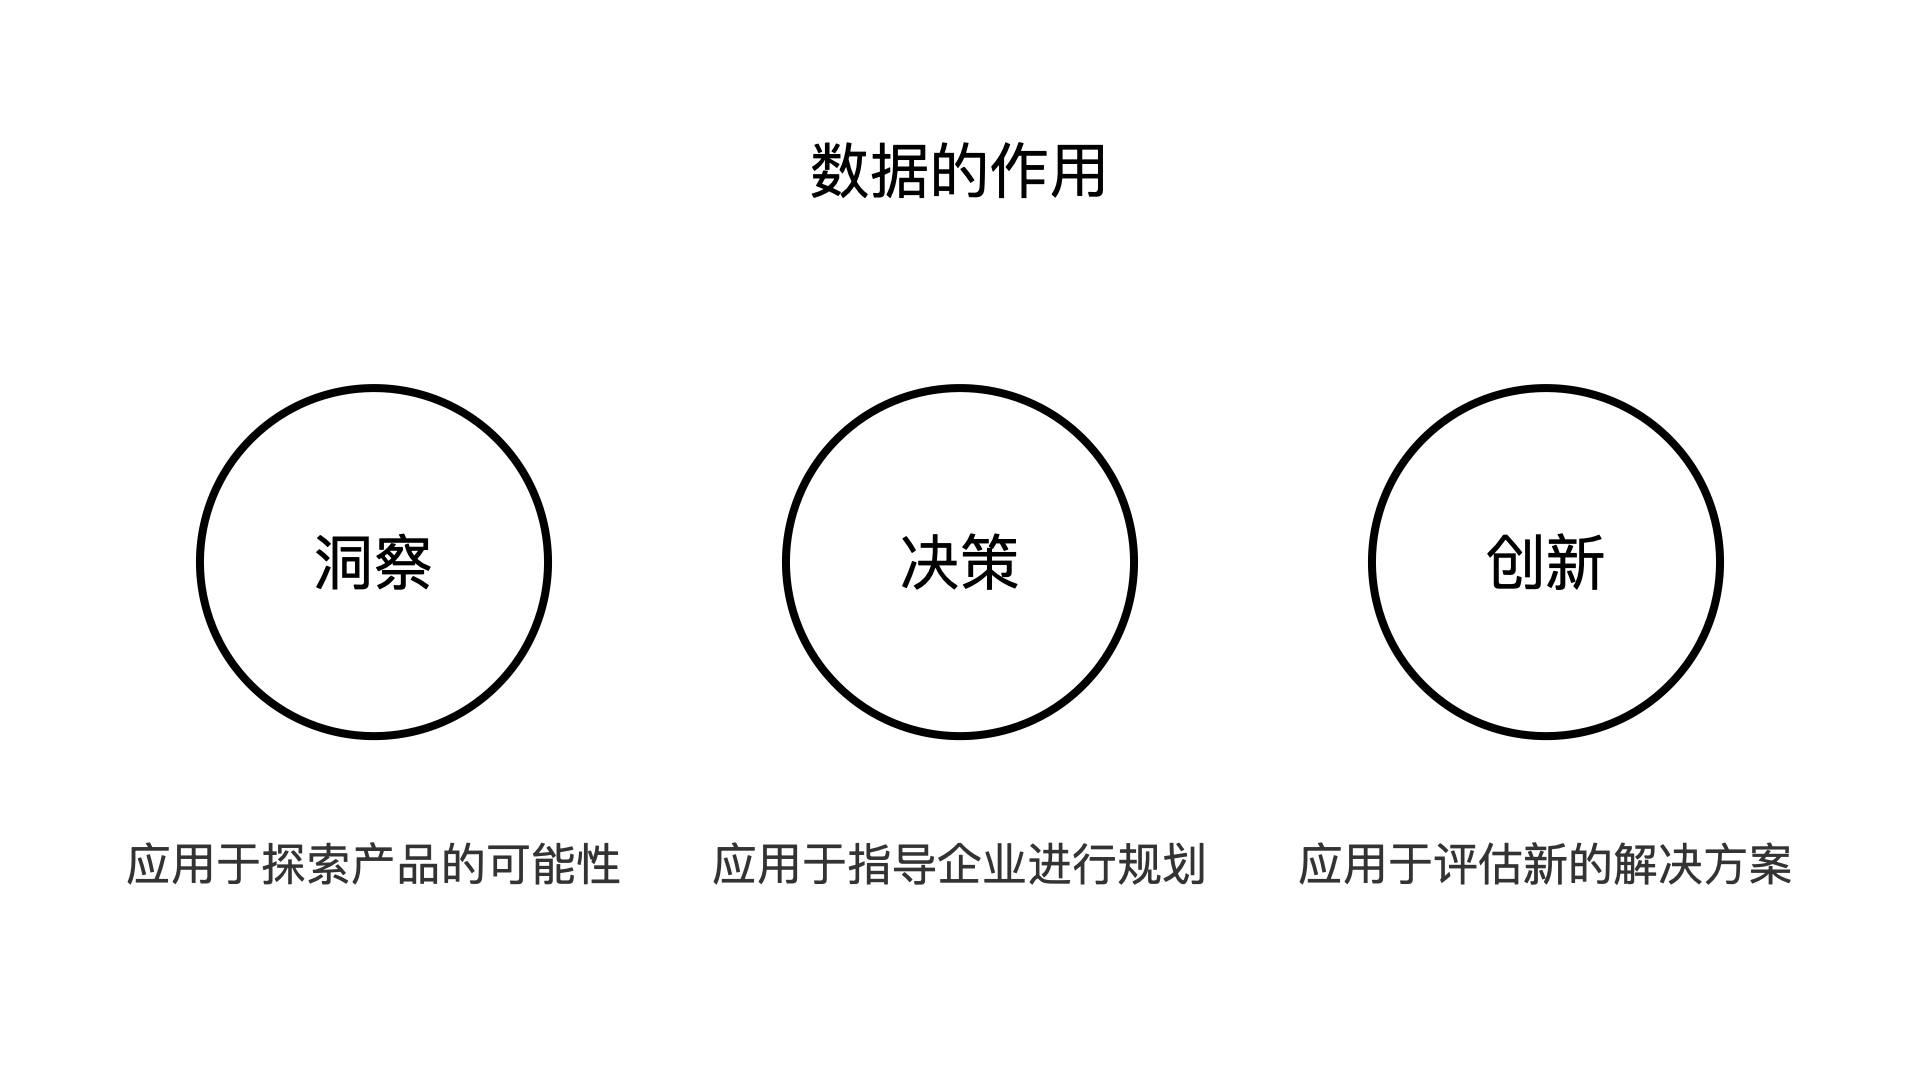 数据的作用
洞察
决策
创新
应用于探索产品的可能性
应用于指导企业进行规划
应用于评估新的解决方案